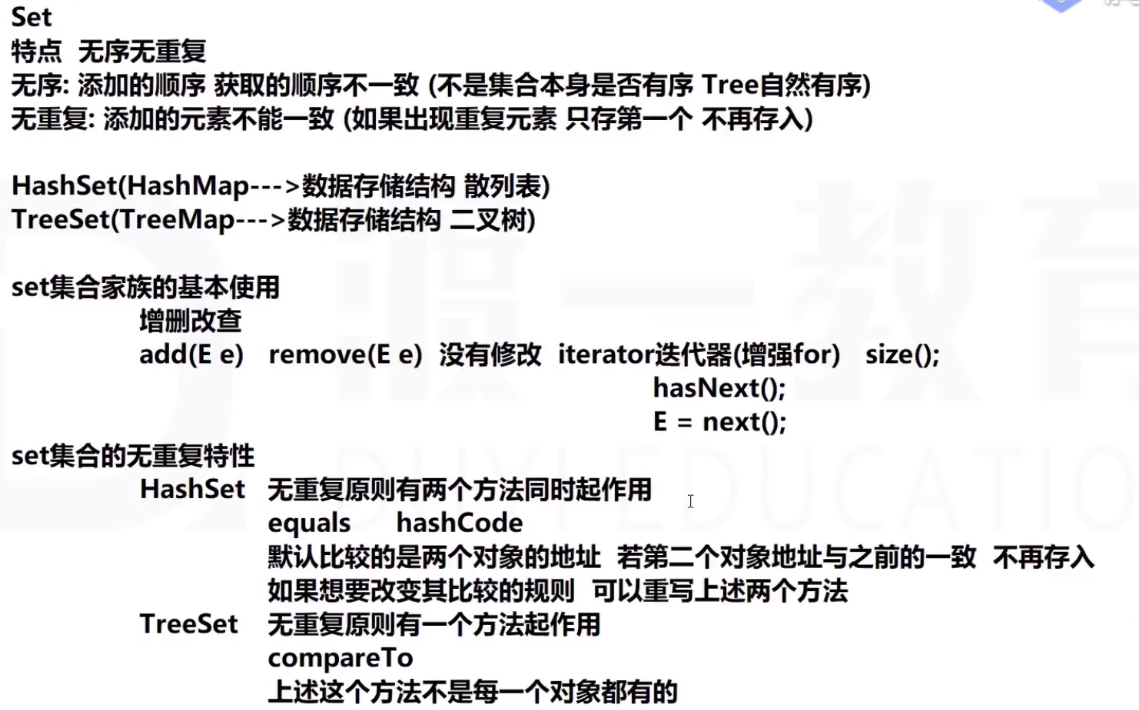 Set
特点 无序无重复
无序: 添加的顺序 获取的顺序不一致 (不是集合本身是否有序 Tree自然有序)
无重复: 添加的元素不能一致 (如果出现重复元素 只存第一个 不再存入)
HashSet(HashMap--->数据存储结构 散列表)
TreeSet(TreeMap--->数据存储结构 二叉树)
set集合家族的基本使用
增删改查
add(E e) remove(E e) 没有修改 iterator迭代器(增强for) size();
hasNext();
E = next();
set集合的无重复特性
HashSet 无重复原则有两个方法同时起作用
equals hashCode
默认比较的是两个对象的地址 若第二个对象地址与之前的一致 不再存入
如果想要改变其比较的规则 可以重写上述两个方法
TreeSet 无重复原则有一个方法起作用
compareTo
上述这个方法不是每一个对象都有的
渡一教育
DUYI EDUCATIO